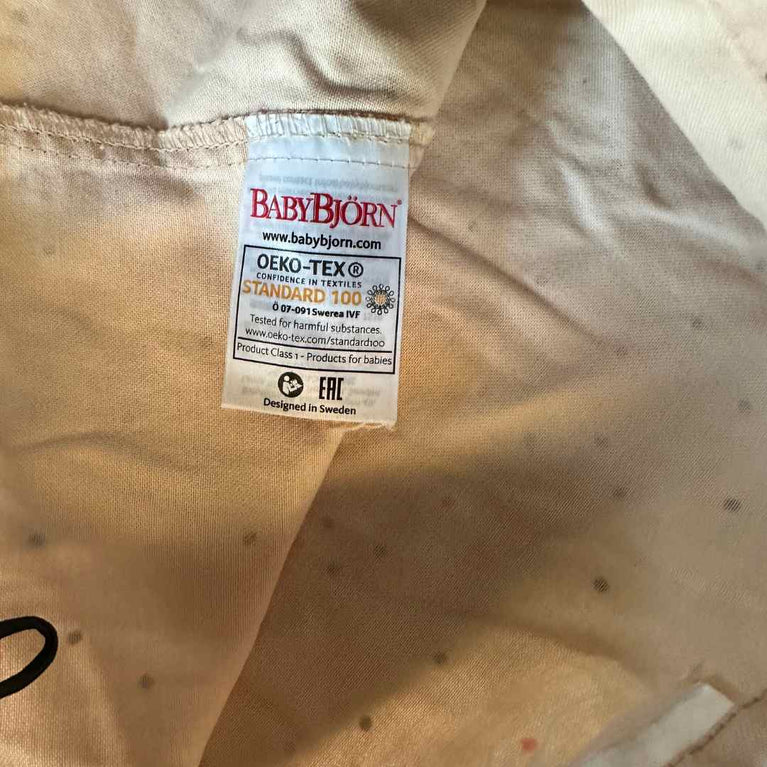 BABYBJÖRN®
www.babybjorn.com
OEKO-TEX®
CONFIDENCE IN TEXTILES
STANDARD 100
Ö 07-091 Swerea IVF
Tested for harmful substances.
www.oeko-tex.com/standard100
Product Class 1 - Products for babies
EAC
Designed in Sweden